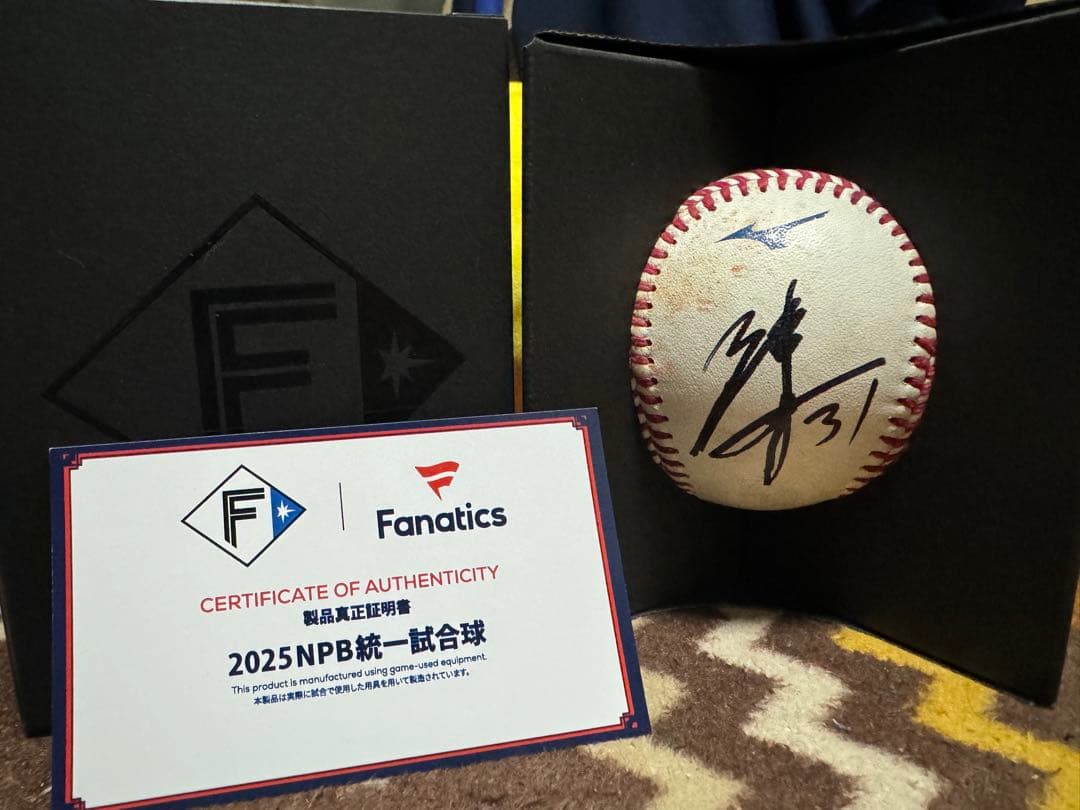 F
F
Fanatics
CERTIFICATE OF AUTHENTICITY
製品真正証明書
2025NPB統一試合球
This product is manufactured using game-used equipment.
本製品は実際に試合で使用した用具を用いて製造されています。
31